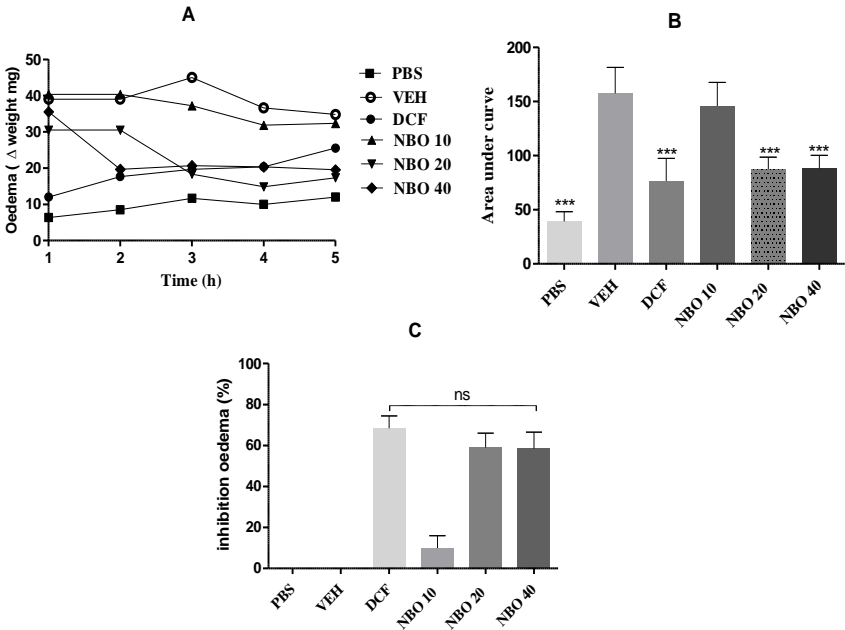 A
Oedema ( Δ weight mg)
50
40
30
20
10
0
1 2 3 4 5
Time (h)
PBS
VEH
DCF
NBO 10
NBO 20
NBO 40
B
Area under curve
200
150
100
50
0
*** *** *** ***
PBS VEH DCF NBO 10 NBO 20 NBO 40
C
inhibition oedema (%)
100
80
60
40
20
0
ns
PBS VEH DCF NBO 10 NBO 20 NBO 40